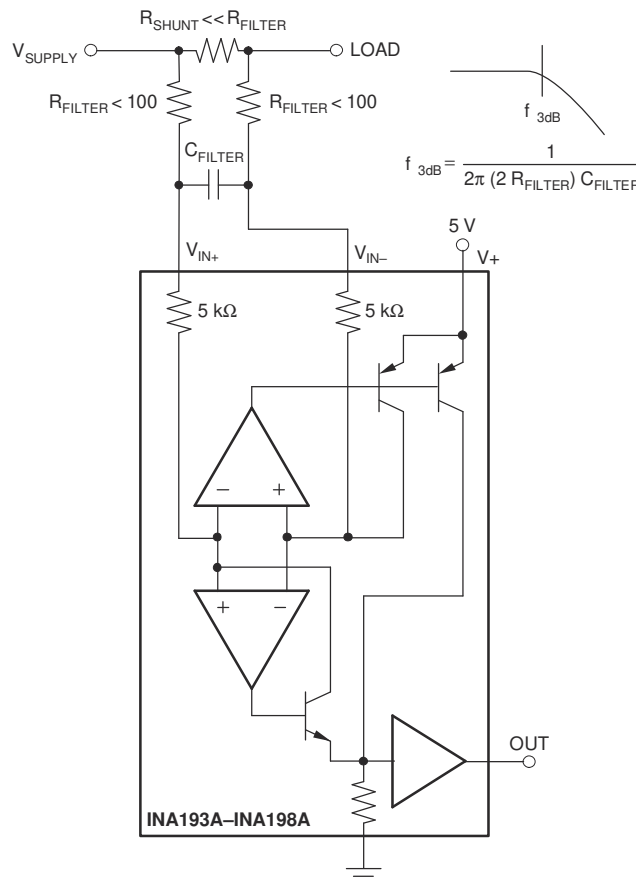 R_SHUNT << R_FILTER
V_SUPPLY
LOAD
R_FILTER < 100
R_FILTER < 100
C_FILTER
f_3dB
f_3dB = 1 / 2π (2 R_FILTER) C_FILTER
5 V
V+
V_IN+
V_IN−
5 kΩ
5 kΩ
− +
+ −
OUT
INA193A–INA198A